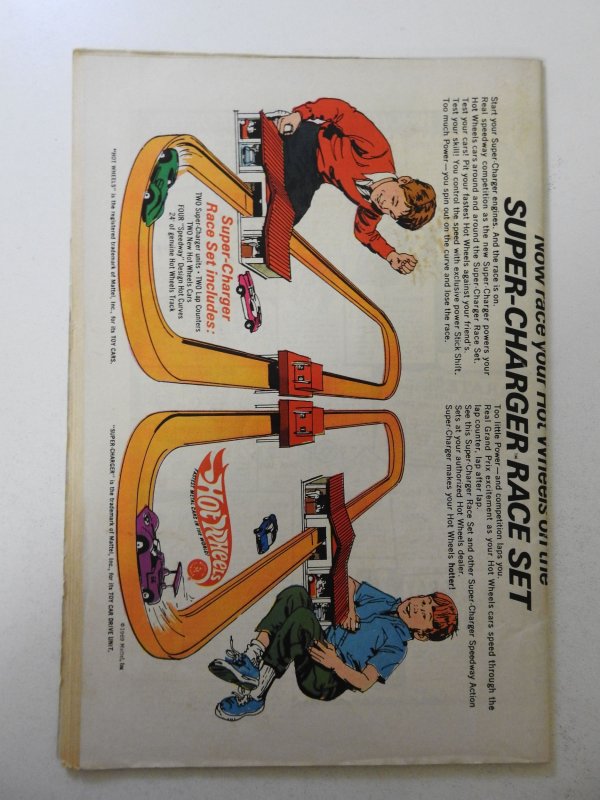 Now race your Hot Wheels on the
SUPER-CHARGER RACE SET
Start your Super-Charger engines. And the race is on.
Real speedway competition as the new Super-Charger powers your
Hot Wheels cars around and around the Super-Charger Race Set.
Test your cars! Pit your fastest Hot Wheels against your friend's.
Test your skill! You control the speed with exclusive power Stick Shift.
Too much Power—you spin out on the curve and lose the race.
Too little Power—and competition laps you.
Real Grand Prix excitement as your Hot Wheels cars speed through the
lap counter, lap after lap.
See this Super-Charger Race Set and other Super-Charger Speedway Action
Sets at your authorized Hot Wheels dealer.
Super-Charger makes your Hot Wheels hotter!
Super-Charger
Race Set includes:
TWO Super-Charger units • TWO Lap Counters
TWO New Hot Wheels Cars
FOUR "Speedway" Design Hot Curves
24' of genuine Hot Wheels Track
HOT WHEELS
FASTEST METAL CARS IN THE WORLD!
"HOT WHEELS" is the registered trademark of Mattel, Inc., for its TOY CARS.
"SUPER-CHARGER" is the trademark of Mattel, Inc., for its TOY CAR DRIVE UNIT.
©1969 Mattel, Inc.